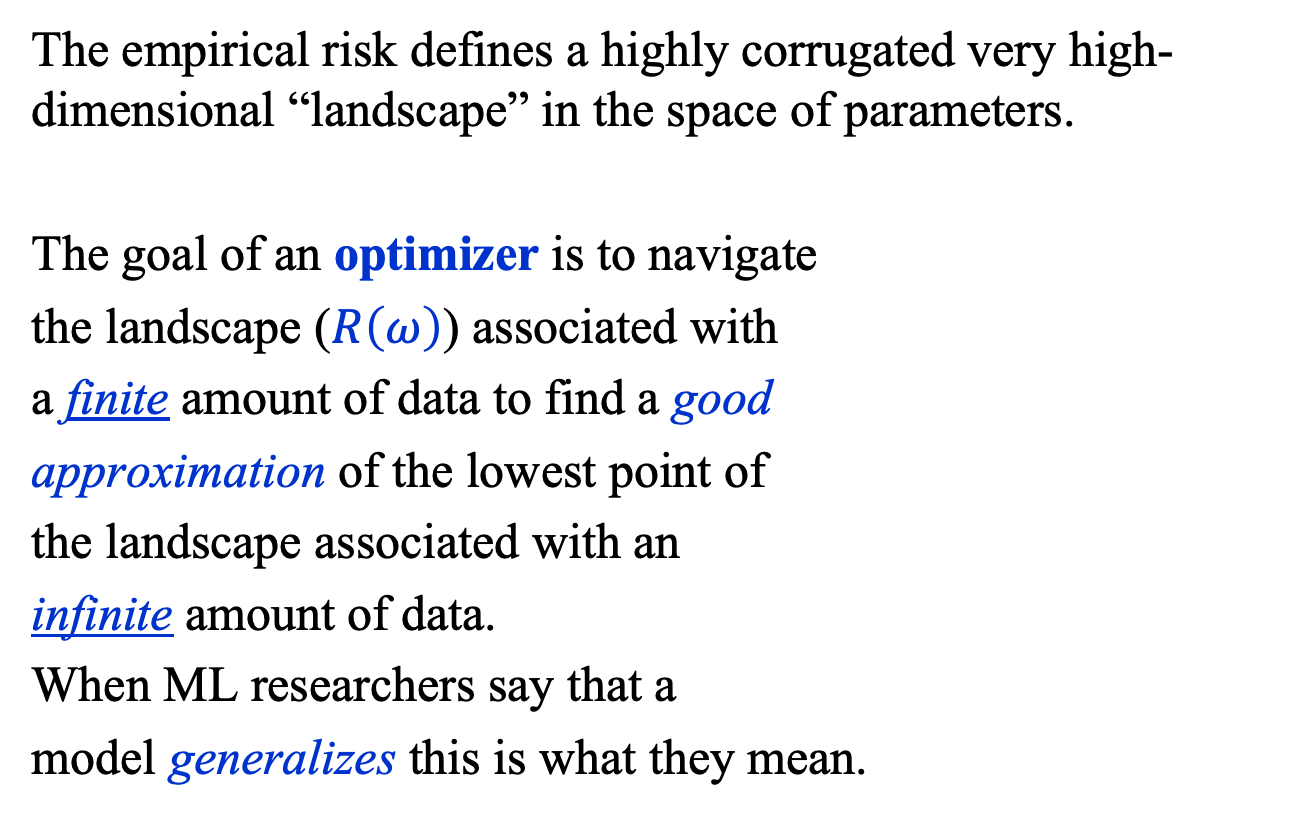 The empirical risk defines a highly corrugated very high-
dimensional “landscape” in the space of parameters.
The goal of an optimizer is to navigate
the landscape (R(ω)) associated with
a finite amount of data to find a good
approximation of the lowest point of
the landscape associated with an
infinite amount of data.
When ML researchers say that a
model generalizes this is what they mean.